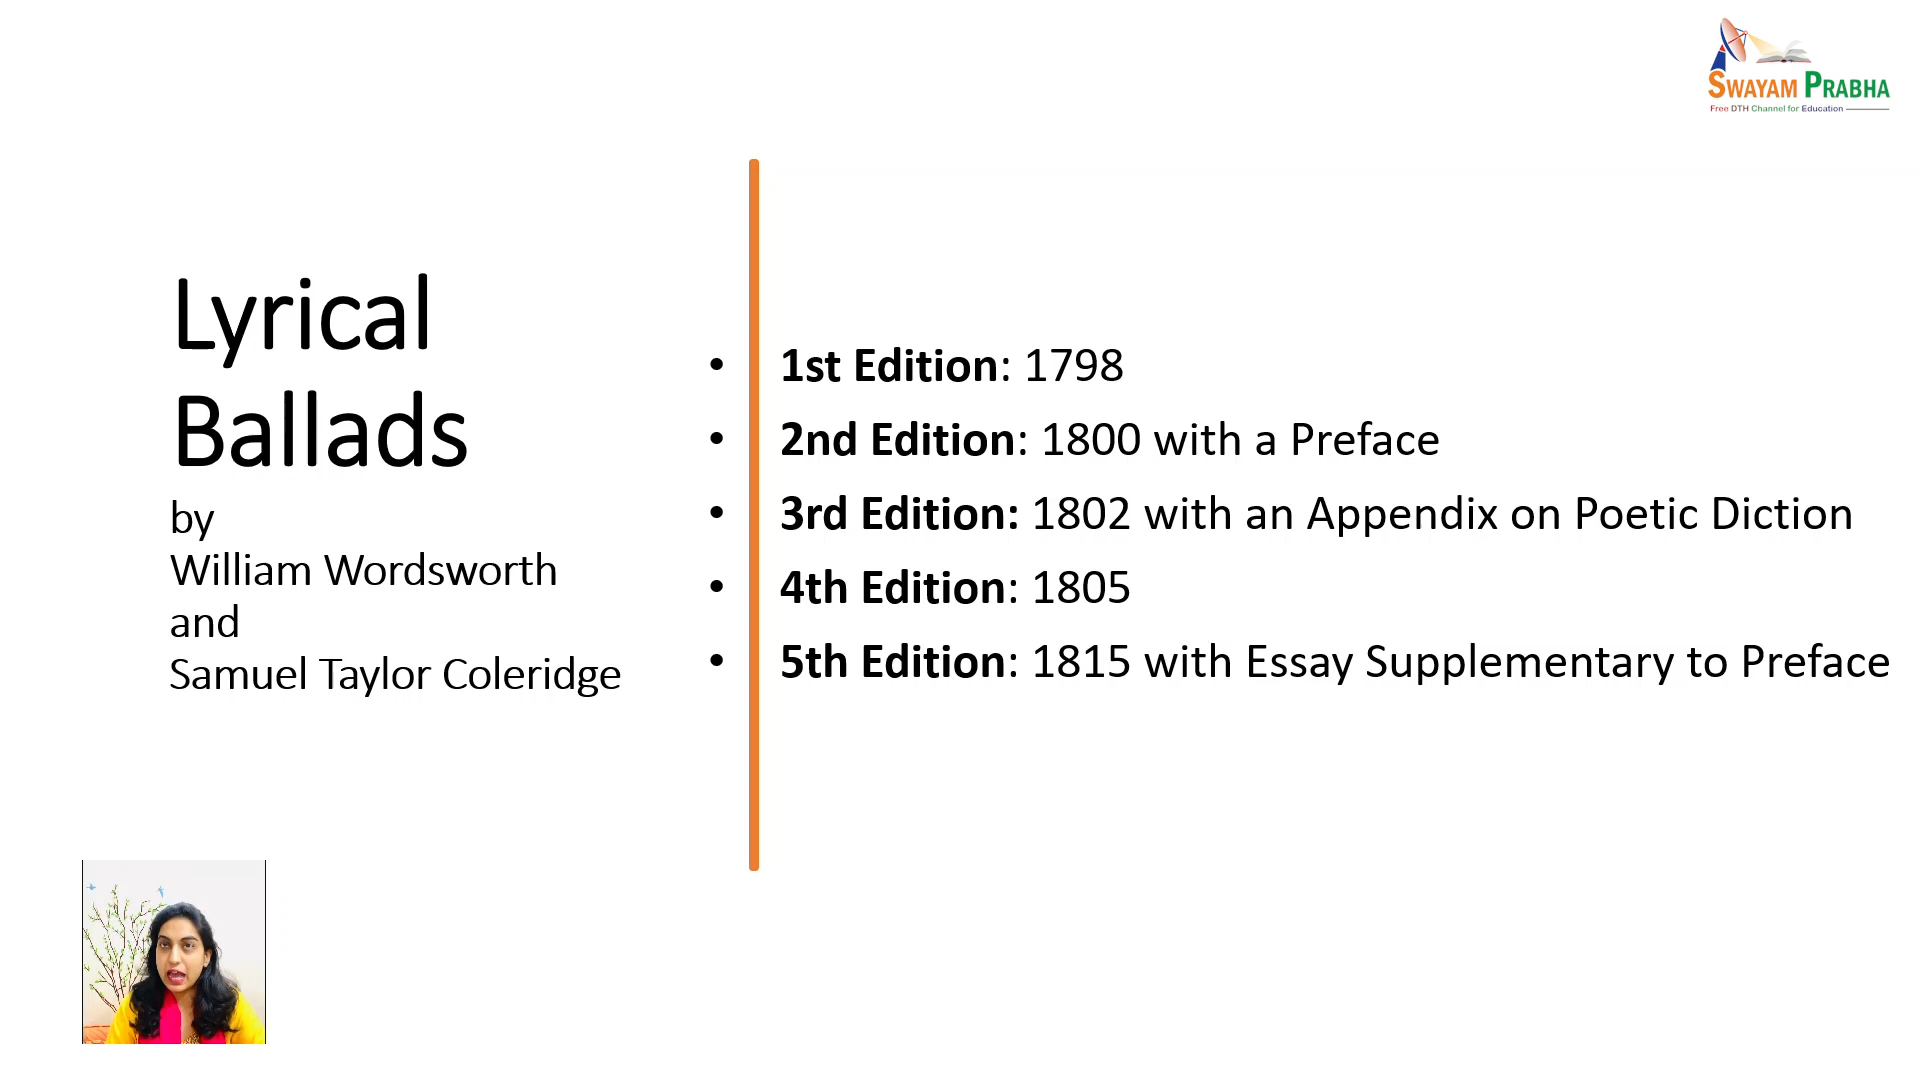 SWAYAM PRABHA
Free DTH Channel for Education
Lyrical
Ballads
by
William Wordsworth
and
Samuel Taylor Coleridge
• 1st Edition: 1798
• 2nd Edition: 1800 with a Preface
• 3rd Edition: 1802 with an Appendix on Poetic Diction
• 4th Edition: 1805
• 5th Edition: 1815 with Essay Supplementary to Preface